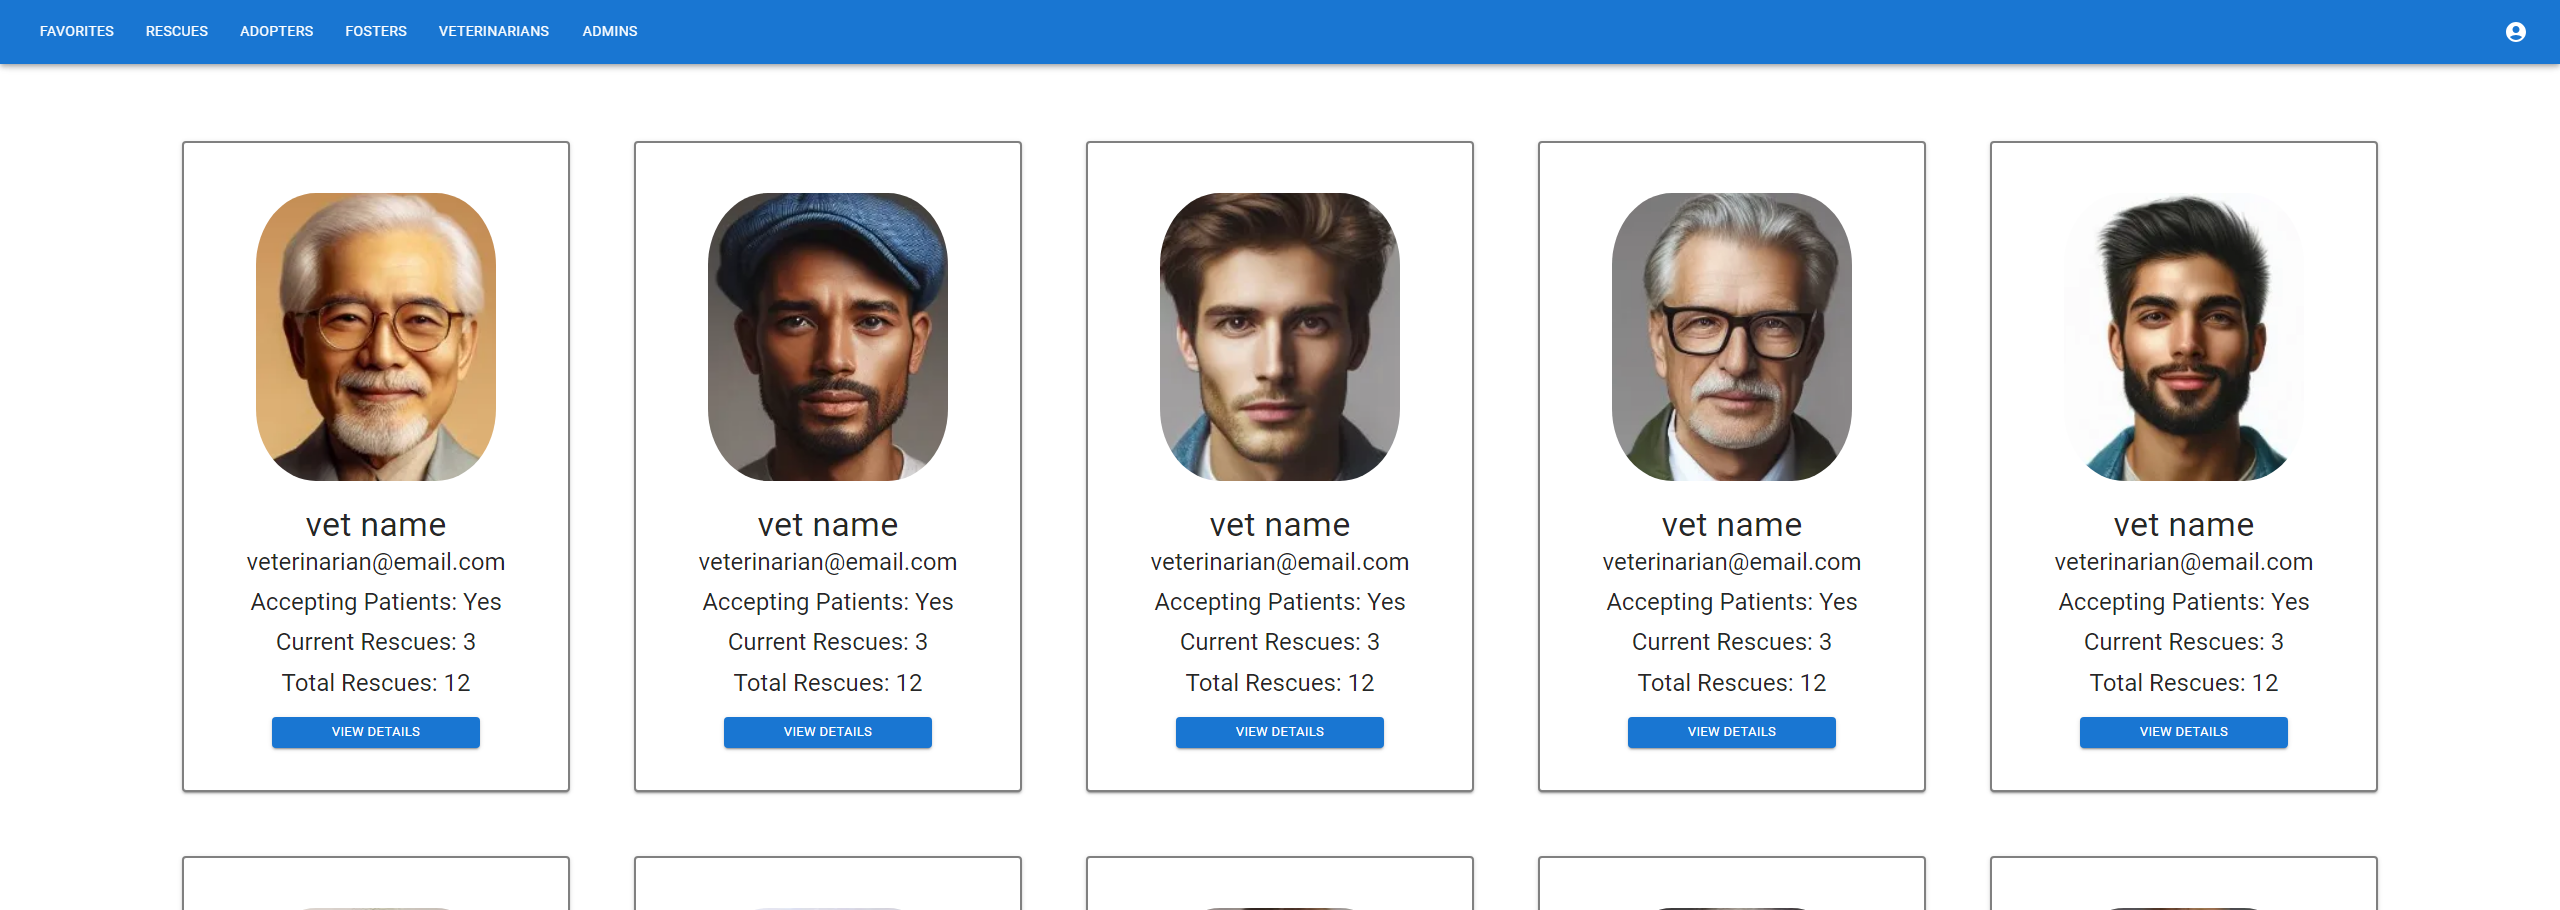 FAVORITES RESCUES ADOPTERS FOSTERS VETERINARIANS ADMINS
vet name
veterinarian@email.com
Accepting Patients: Yes
Current Rescues: 3
Total Rescues: 12
VIEW DETAILS
vet name
veterinarian@email.com
Accepting Patients: Yes
Current Rescues: 3
Total Rescues: 12
VIEW DETAILS
vet name
veterinarian@email.com
Accepting Patients: Yes
Current Rescues: 3
Total Rescues: 12
VIEW DETAILS
vet name
veterinarian@email.com
Accepting Patients: Yes
Current Rescues: 3
Total Rescues: 12
VIEW DETAILS
vet name
veterinarian@email.com
Accepting Patients: Yes
Current Rescues: 3
Total Rescues: 12
VIEW DETAILS